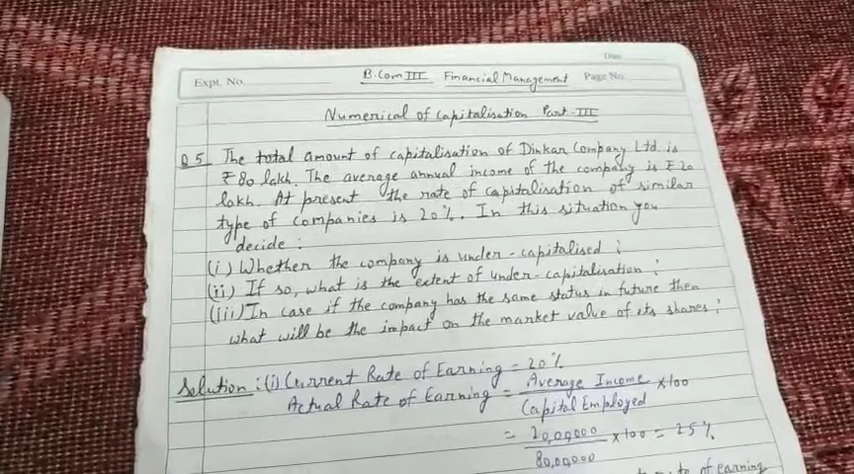 Date
Expt. No. B.Com III Financial Management Page No.
Numerical of Capitalisation Part-III
Q5 The total amount of capitalisation of Dinkar Company Ltd. is
₹80 lakh. The average annual income of the company is ₹20
lakh. At present the rate of capitalisation of similar
type of companies is 20%. In this situation you
decide :
(i) Whether the company is under-capitalised ?
(ii) If so, what is the extent of under-capitalisation ?
(iii) In case if the company has the same status in future then
what will be the impact on the market value of its shares ?
Solution : (i) Current Rate of Earning = 20%
Actual Rate of Earning = Average Income × 100
Capital Employed
= 20,00,000 × 100 = 25%
80,00,000
rate of earning